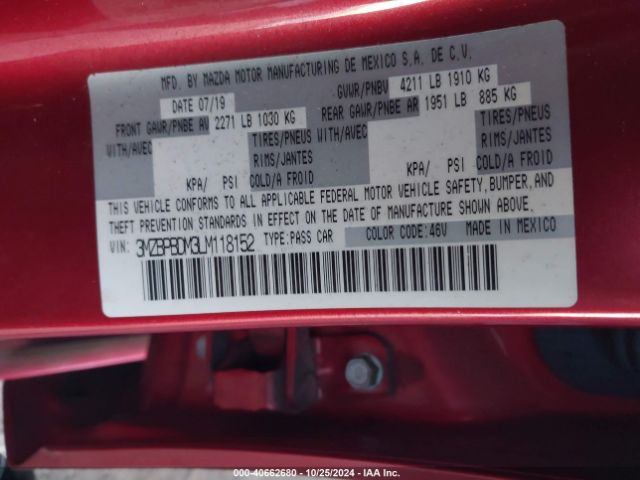 MFD. BY MAZDA MOTOR MANUFACTURING DE MEXICO S.A. DE C.V.
DATE 07/19 GVWR/PNBV 4211 LB 1910 KG
FRONT GAWR/PNBE AV 2271 LB 1030 KG REAR GAWR/PNBE AR 1951 LB 885 KG
WITH/AVEC TIRES/PNEUS WITH/AVEC TIRES/PNEUS
RIMS/JANTES RIMS/JANTES
KPA/ PSI COLD/A FROID KPA/ PSI COLD/A FROID
THIS VEHICLE CONFORMS TO ALL APPLICABLE FEDERAL MOTOR VEHICLE SAFETY, BUMPER, AND
THEFT PREVENTION STANDARDS IN EFFECT ON THE DATE OF MANUFACTURE SHOWN ABOVE.
VIN: 3MZBPBDM3LM118152 TYPE:PASS CAR COLOR CODE:46V MADE IN MEXICO
000-40662680 - 10/25/2024 - IAA Inc.